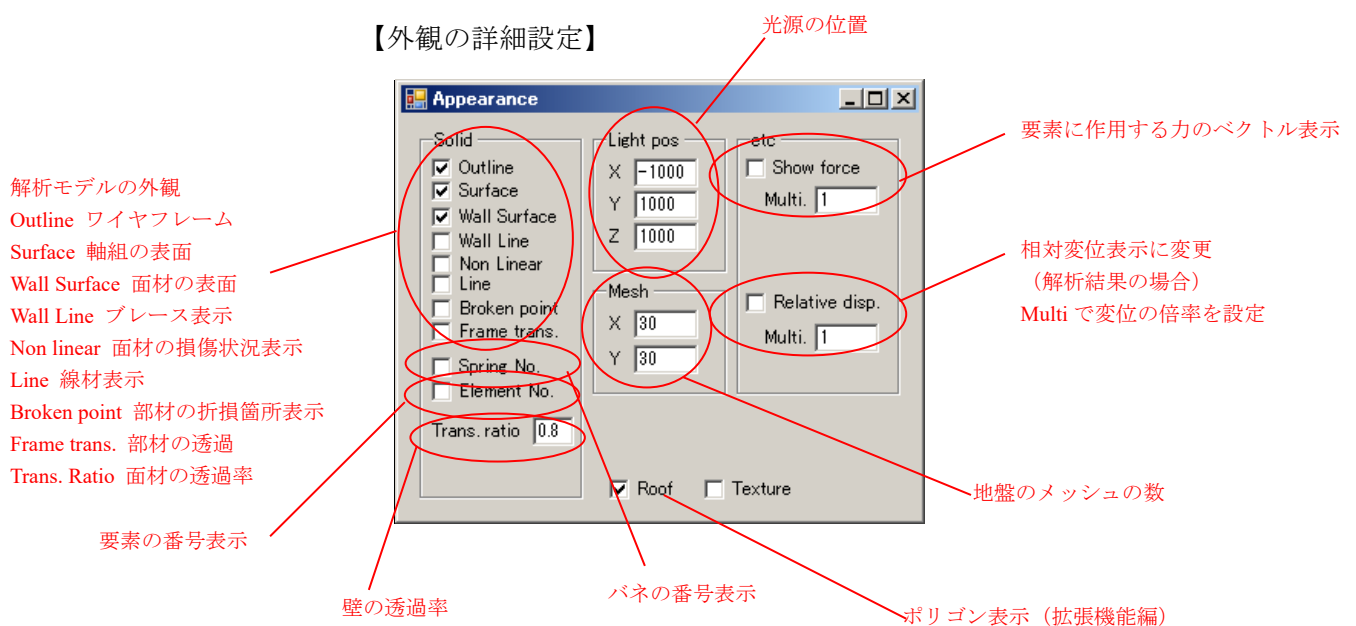 【外観の詳細設定】
光源の位置
Appearance
Solid
Outline
Surface
Wall Surface
Wall Line
Non Linear
Line
Broken point
Frame trans.
Spring No.
Element No.
Trans. ratio 0.8
Light pos
X -1000
Y 1000
Z 1000
Mesh
X 30
Y 30
etc
Show force
Multi. 1
Relative disp.
Multi. 1
Roof
Texture
解析モデルの外観
Outline ワイヤフレーム
Surface 軸組の表面
Wall Surface 面材の表面
Wall Line ブレース表示
Non linear 面材の損傷状況表示
Line 線材表示
Broken point 部材の折損箇所表示
Frame trans. 部材の透過
Trans. Ratio 面材の透過率
要素に作用する力のベクトル表示
相対変位表示に変更
（解析結果の場合）
Multi で変位の倍率を設定
地盤のメッシュの数
要素の番号表示
バネの番号表示
壁の透過率
ポリゴン表示（拡張機能編）